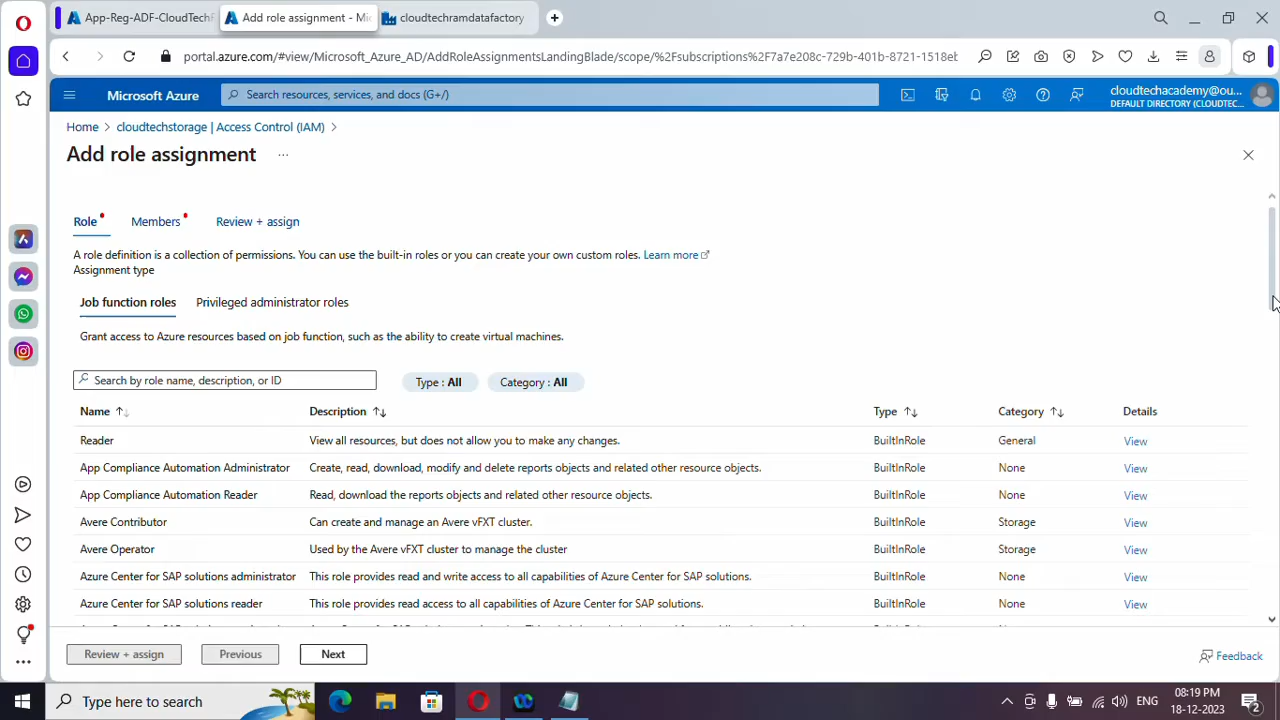 App-Reg-ADF-CloudTechF
Add role assignment - Mic
cloudtechramdatafactory
portal.azure.com/#view/Microsoft_Azure_AD/AddRoleAssignmentsLandingBlade/scope/%2Fsubscriptions%2F7a7e208c-729b-401b-8721-1518eb
Microsoft Azure
Search resources, services, and docs (G+/)
cloudtechacademy@ou...
DEFAULT DIRECTORY (CLOUDTEC...
Home > cloudtechstorage | Access Control (IAM) >
Add role assignment ...
Role Members Review + assign
A role definition is a collection of permissions. You can use the built-in roles or you can create your own custom roles. Learn more
Assignment type
Job function roles Privileged administrator roles
Grant access to Azure resources based on job function, such as the ability to create virtual machines.
Search by role name, description, or ID Type : All Category : All
Name Description Type Category Details
Reader View all resources, but does not allow you to make any changes. BuiltInRole General View
App Compliance Automation Administrator Create, read, download, modify and delete reports objects and related other resource objects. BuiltInRole None View
App Compliance Automation Reader Read, download the reports objects and related other resource objects. BuiltInRole None View
Avere Contributor Can create and manage an Avere vFXT cluster. BuiltInRole Storage View
Avere Operator Used by the Avere vFXT cluster to manage the cluster BuiltInRole Storage View
Azure Center for SAP solutions administrator This role provides read and write access to all capabilities of Azure Center for SAP solutions. BuiltInRole None View
Azure Center for SAP solutions reader This role provides read access to all capabilities of Azure Center for SAP solutions. BuiltInRole None View
Review + assign Previous Next Feedback
Type here to search
ENG
08:19 PM
18-12-2023
2